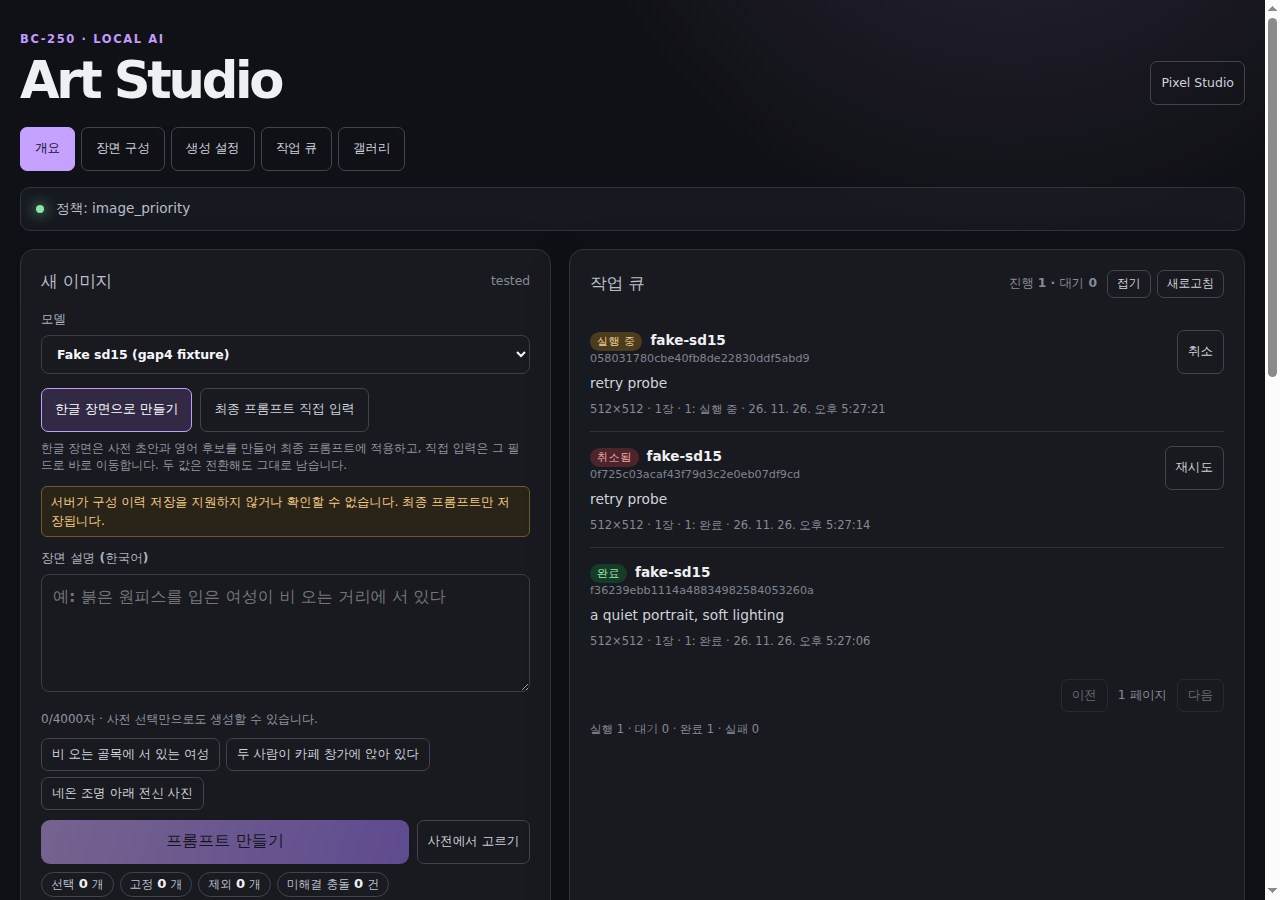 BC-250 · LOCAL AI
Art Studio
Pixel Studio
개요
장면 구성
생성 설정
작업 큐
갤러리
정책: image_priority
새 이미지
tested
모델
Fake sd15 (gap4 fixture)
한글 장면으로 만들기
최종 프롬프트 직접 입력
한글 장면은 사전 초안과 영어 후보를 만들어 최종 프롬프트에 적용하고, 직접 입력은 그 필
드로 바로 이동합니다. 두 값은 전환해도 그대로 남습니다.
서버가 구성 이력 저장을 지원하지 않거나 확인할 수 없습니다. 최종 프롬프트만 저
장됩니다.
장면 설명 (한국어)
예: 붉은 원피스를 입은 여성이 비 오는 거리에 서 있다
0/4000자 · 사전 선택만으로도 생성할 수 있습니다.
비 오는 골목에 서 있는 여성
두 사람이 카페 창가에 앉아 있다
네온 조명 아래 전신 사진
프롬프트 만들기
사전에서 고르기
선택 0 개
고정 0 개
제외 0 개
미해결 충돌 0 건
작업 큐
진행 1 · 대기 0
접기
새로고침
실행 중 fake-sd15
058031780cbe40fb8de22830ddf5abd9
취소
retry probe
512×512 · 1장 · 1: 실행 중 · 26. 11. 26. 오후 5:27:21
취소됨 fake-sd15
0f725c03acaf43f79d3c2e0eb07df9cd
재시도
retry probe
512×512 · 1장 · 1: 완료 · 26. 11. 26. 오후 5:27:14
완료 fake-sd15
f36239ebb1114a48834982584053260a
a quiet portrait, soft lighting
512×512 · 1장 · 1: 완료 · 26. 11. 26. 오후 5:27:06
이전
1 페이지
다음
실행 1 · 대기 0 · 완료 1 · 실패 0